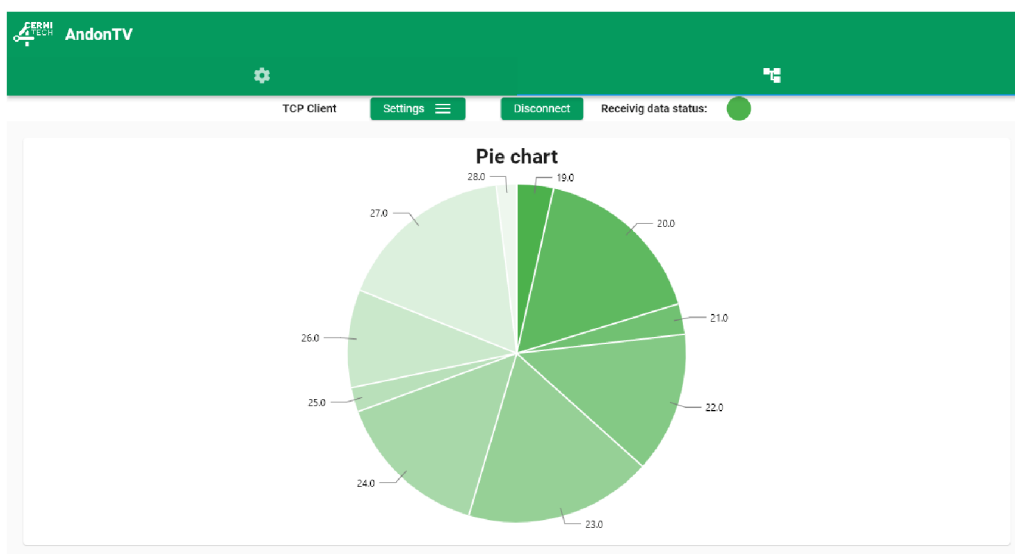 4CERMI
TECH
AndonTV
TCP Client
Settings
Disconnect
Receivig data status:
Pie chart
28.0
19.0
27.0
20.0
21.0
26.0
25.0
22.0
24.0
23.0